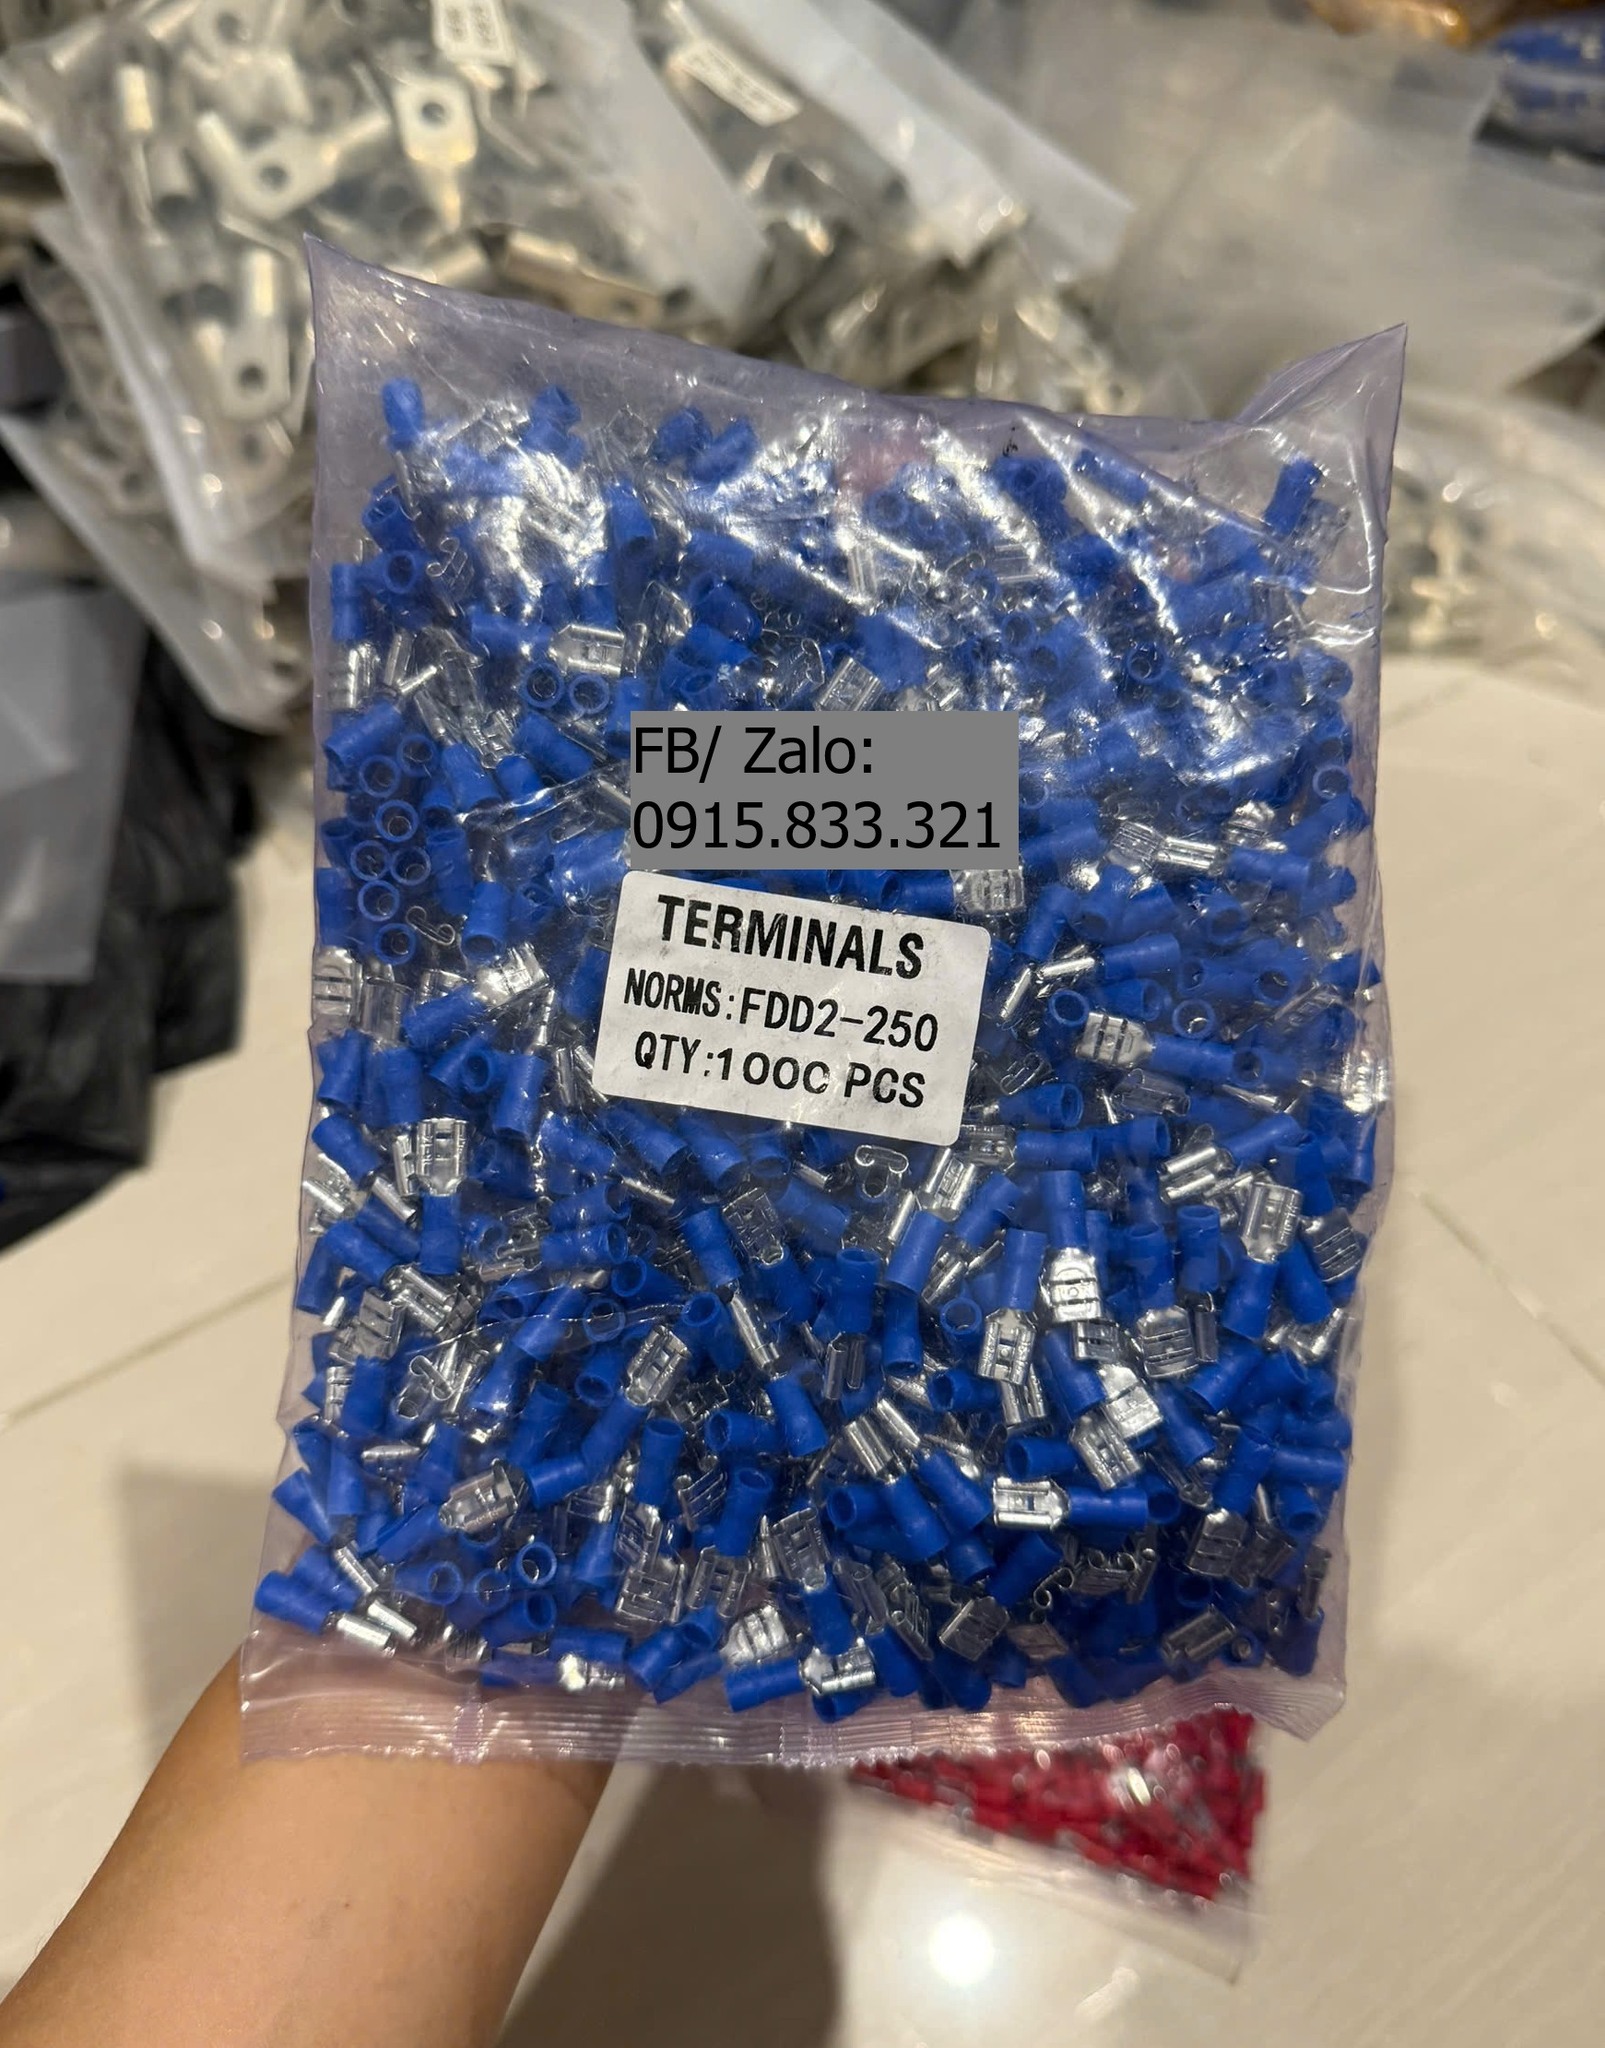 FB/ Zalo:
0915.833.321
TERMINALS
NORMS:FDD2-250
QTY:1000 PCS